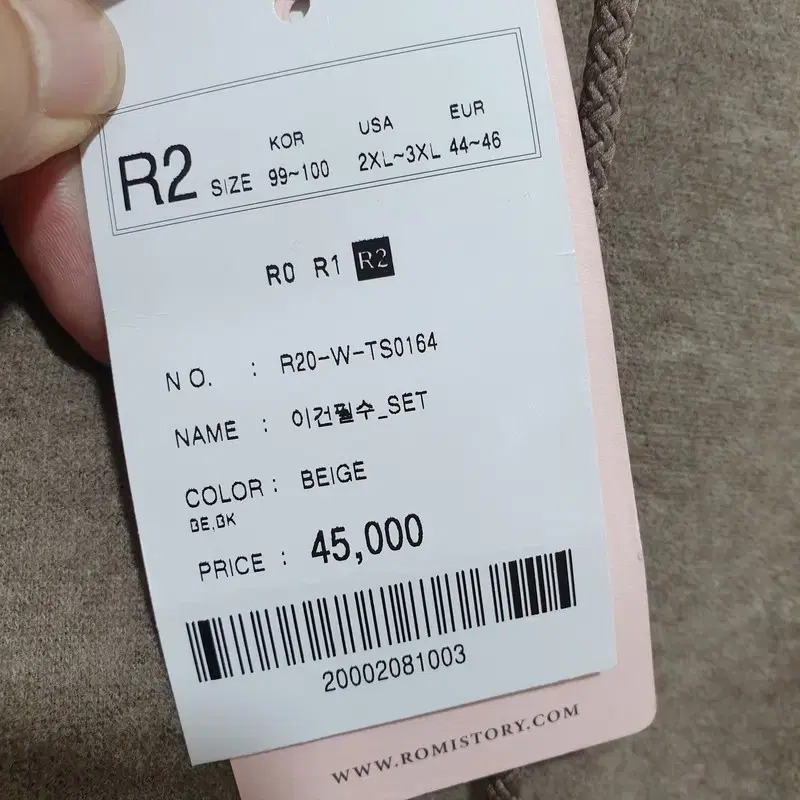 KOR USA EUR
R2 SIZE 99~100 2XL~3XL 44~46
R0 R1 R2
NO. : R20-W-TS0164
NAME : 이건필수_SET
COLOR : BEIGE
BE,BK
PRICE : 45,000
20002081003
WWW.ROMISTORY.COM